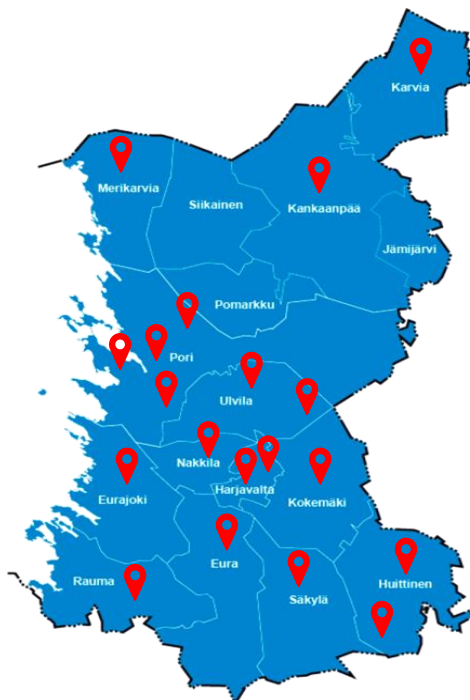 Karvia
Merikarvia
Siikainen
Kankaanpää
Jämijärvi
Pomarkku
Pori
Ulvila
Nakkila
Harjavalta
Kokemäki
Eurajoki
Eura
Rauma
Säkylä
Huittinen